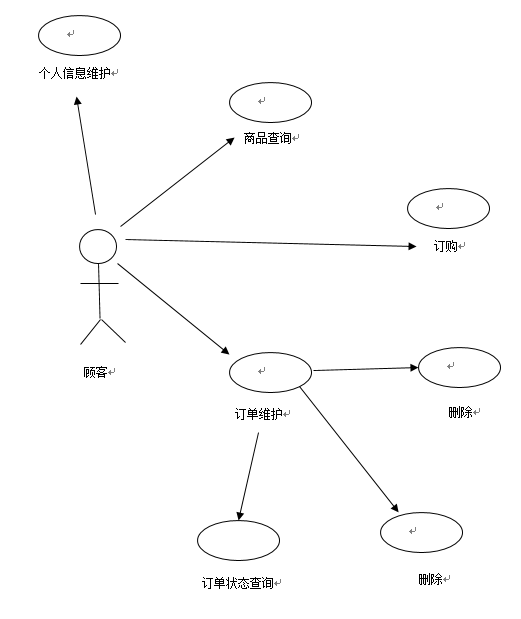 个人信息维护
商品查询
订购
顾客
订单维护
删除
订单状态查询
删除